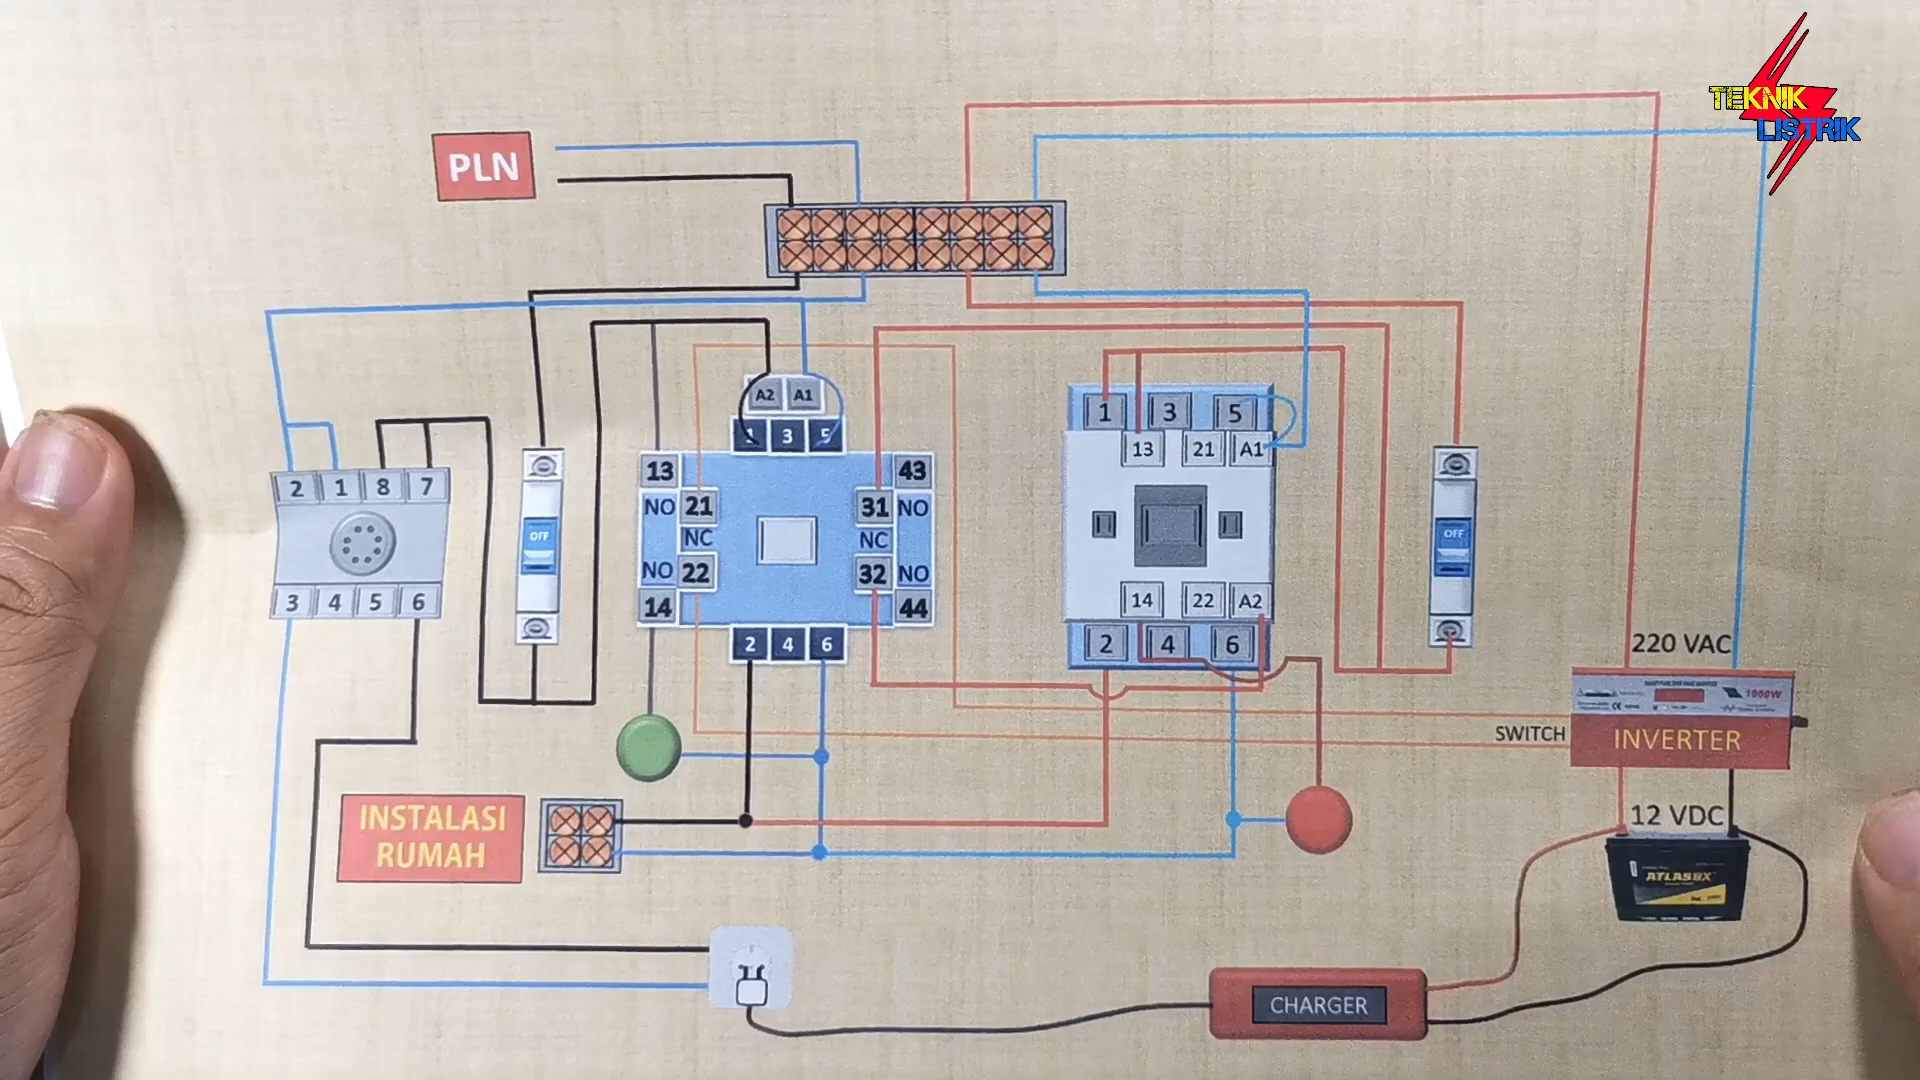 TEKNIK
LISTRIK
PLN
A2 A1
1 3 5
1 3 5
13 21 A1
2 1 8 7
OFF
13 43
NO 21 31 NO
NC NC
NO 22 32 NO
14 44
OFF
3 4 5 6
14 22 A2
2 4 6
2 4 6
220 VAC
1000W
SWITCH
INVERTER
12 VDC
INSTALASI
RUMAH
ATLASBX
CHARGER